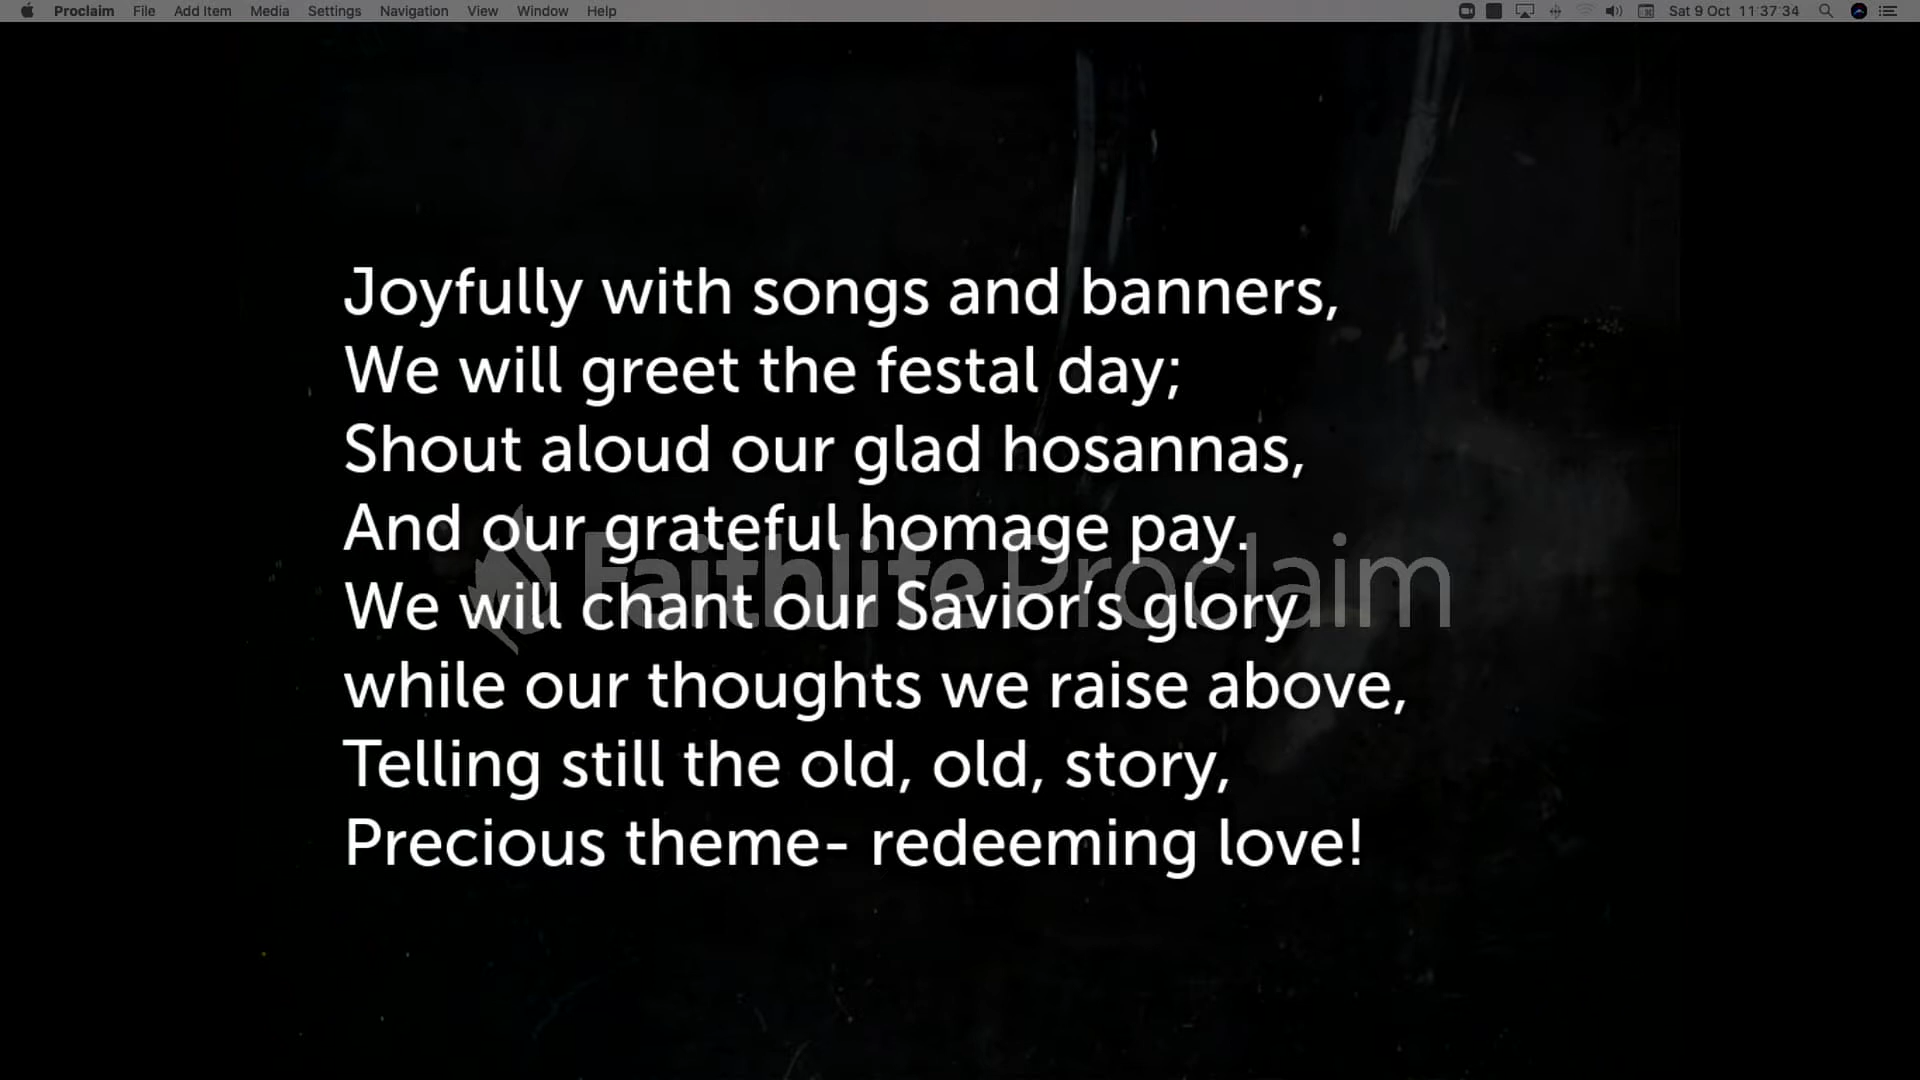 Proclaim File Add Item Media Settings Navigation View Window Help Sat 9 Oct 11:37:34
Joyfully with songs and banners,
We will greet the festal day;
Shout aloud our glad hosannas,
And our grateful homage pay.
Faithlife Proclaim
We will chant our Savior’s glory
while our thoughts we raise above,
Telling still the old, old, story,
Precious theme- redeeming love!